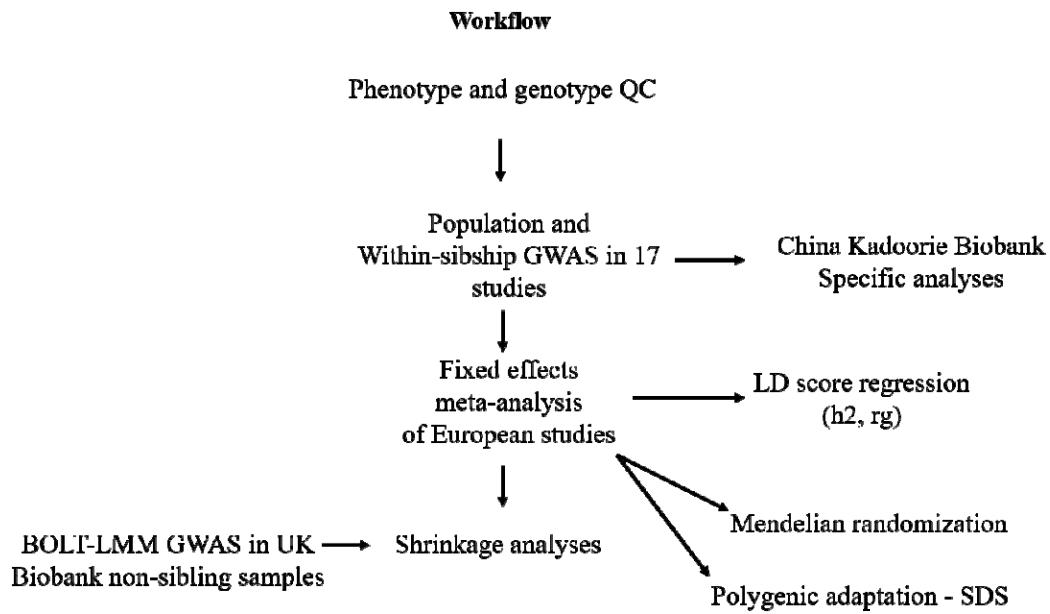 Workflow
Phenotype and genotype QC
Population and
Within-sibship GWAS in 17
studies
China Kadoorie Biobank
Specific analyses
Fixed effects
meta-analysis
of European studies
LD score regression
(h2, rg)
Mendelian randomization
BOLT-LMM GWAS in UK
Biobank non-sibling samples
Shrinkage analyses
Polygenic adaptation - SDS